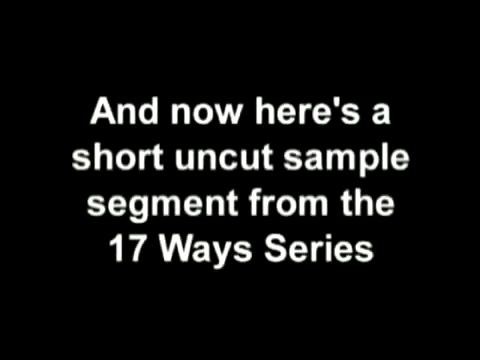 And now here's a
short uncut sample
segment from the
17 Ways Series